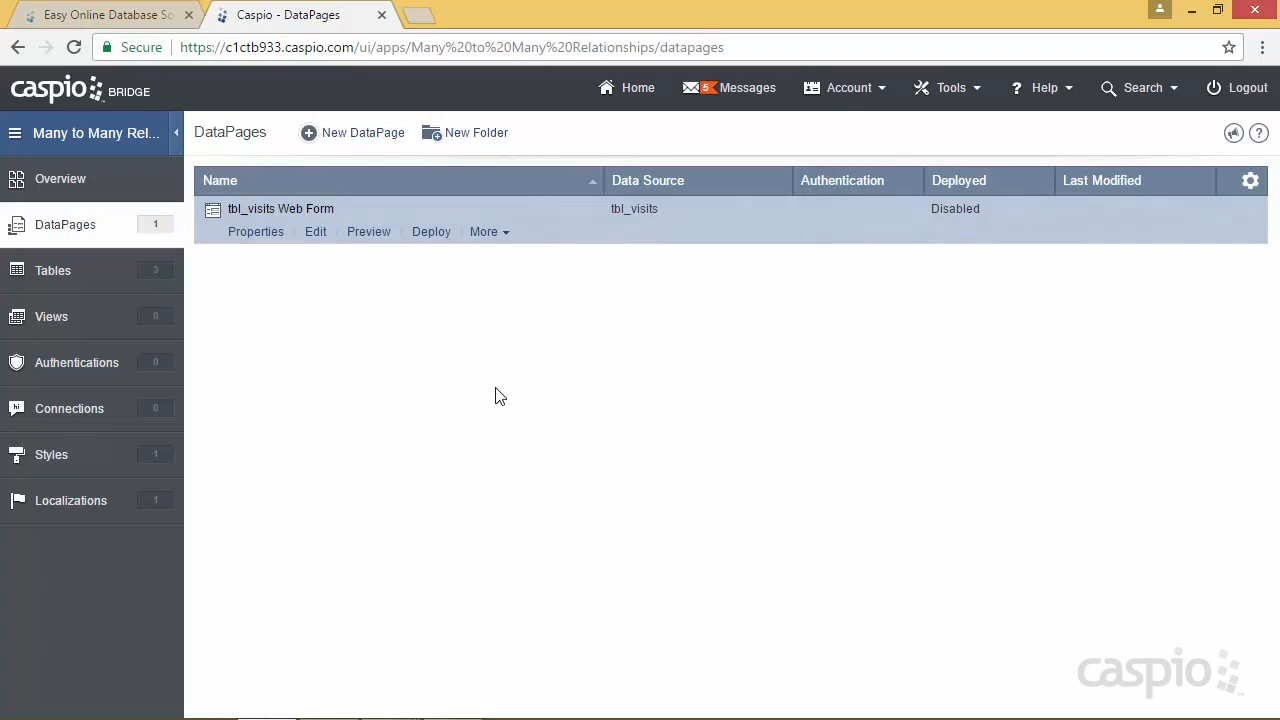 Easy Online Database So
Caspio - DataPages
Secure
https://c1ctb933.caspio.com/ui/apps/Many%20to%20Many%20Relationships/datapages
caspio BRIDGE
Home
5
Messages
Account
Tools
? Help
Search
Logout
Many to Many Rel...
DataPages
New DataPage
New Folder
?
Name
Data Source
Authentication
Deployed
Last Modified
Overview
tbl_visits Web Form
tbl_visits
Disabled
DataPages 1
Properties
Edit
Preview
Deploy
More
Tables 3
Views 0
Authentications 0
Connections 0
hi
Styles 1
Localizations 1
caspio